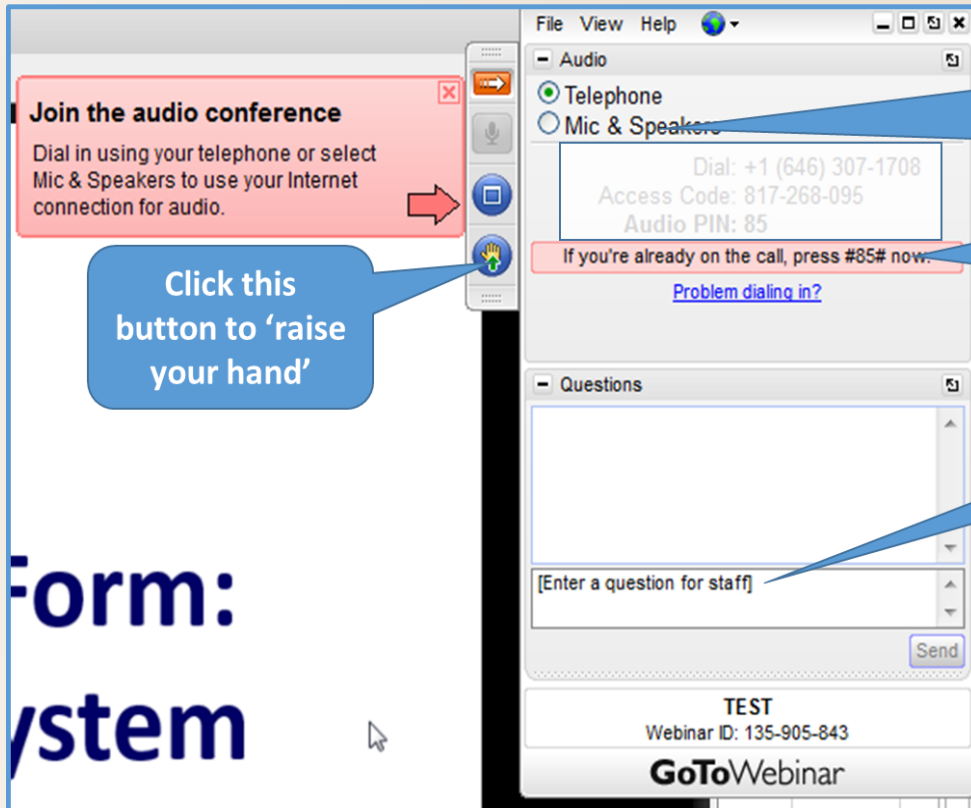 File View Help
Audio
Telephone
Mic & Speakers
Dial: +1 (646) 307-1708
Access Code: 817-268-095
Audio PIN: 85
If you're already on the call, press #85# now.
Problem dialing in?
Join the audio conference
Dial in using your telephone or select
Mic & Speakers to use your Internet
connection for audio.
Click this
button to ‘raise
your hand’
Questions
[Enter a question for staff]
Send
Form:
ystem
TEST
Webinar ID: 135-905-843
GoToWebinar